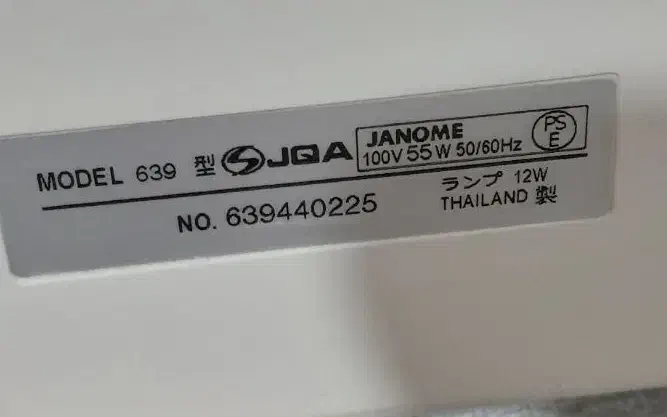 MODEL 639 型 JQA JANOME
100V 55W 50/60Hz PS E
NO. 639440225 ランプ 12W
THAILAND 製